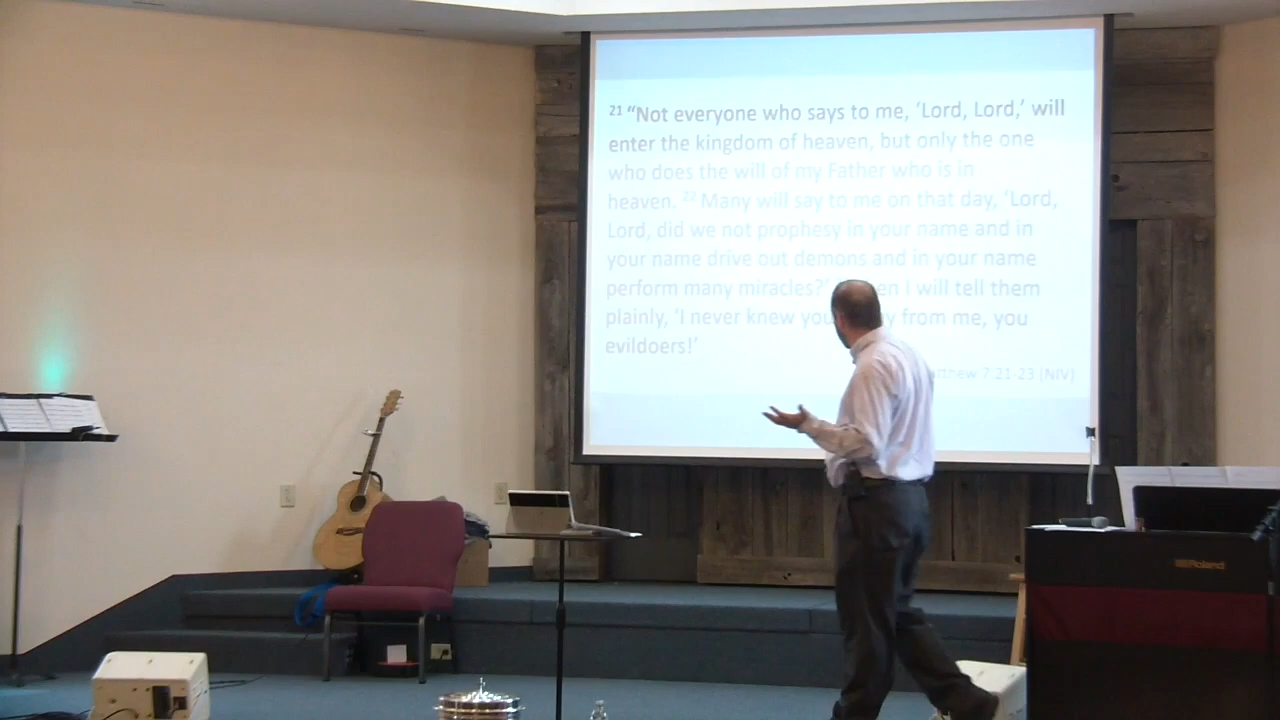 21 “Not everyone who says to me, ‘Lord, Lord,’ will
enter the kingdom of heaven, but only the one
who does the will of my Father who is in
heaven. 22 Many will say to me on that day, ‘Lord,
Lord, did we not prophesy in your name and in
your name drive out demons and in your name
perform many miracles?’ I will tell them
plainly, ‘I never knew from me, you
evildoers!’
7:21-23 (NIV)
Roland